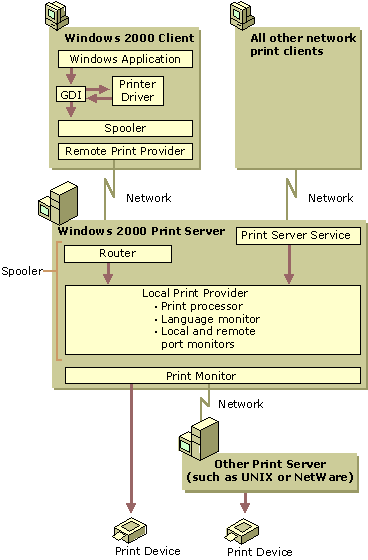 Windows 2000 Client
Windows Application
GDI
Printer
Driver
Spooler
Remote Print Provider
All other network
print clients
Network
Network
Windows 2000 Print Server
Print Server Service
Router
Spooler
Local Print Provider
· Print processor
· Language monitor
· Local and remote
port monitors
Print Monitor
Network
Other Print Server
(such as UNIX or NetWare)
Print Device
Print Device